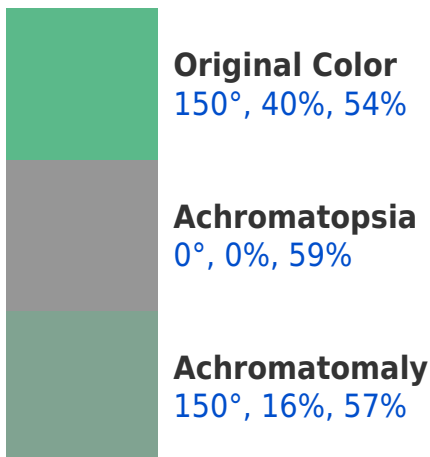 Original Color
150°, 40%, 54%
Achromatopsia
0°, 0%, 59%
Achromatomaly
150°, 16%, 57%